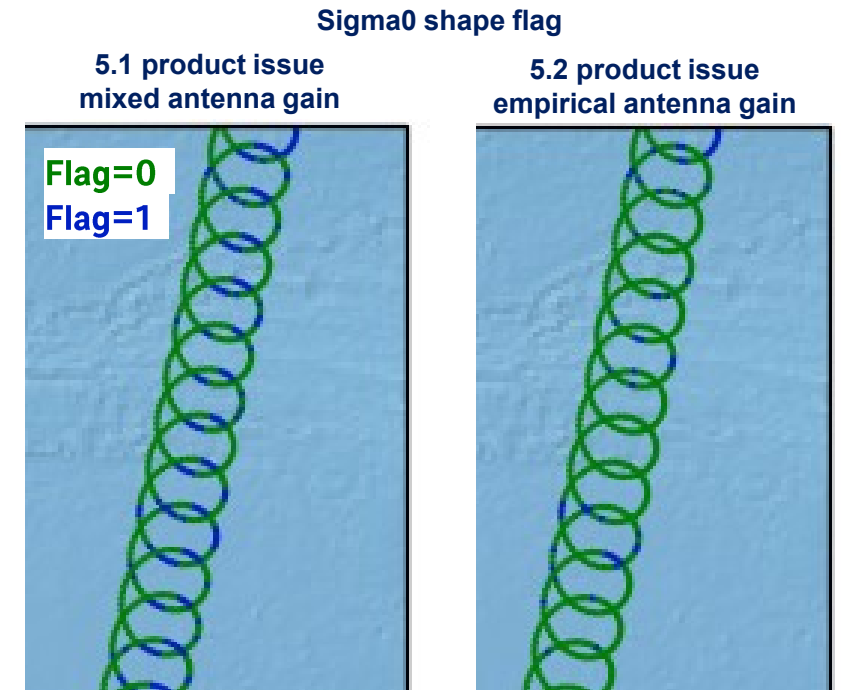 Sigma0 shape flag
5.1 product issue
mixed antenna gain
5.2 product issue
empirical antenna gain
Flag=0
Flag=1